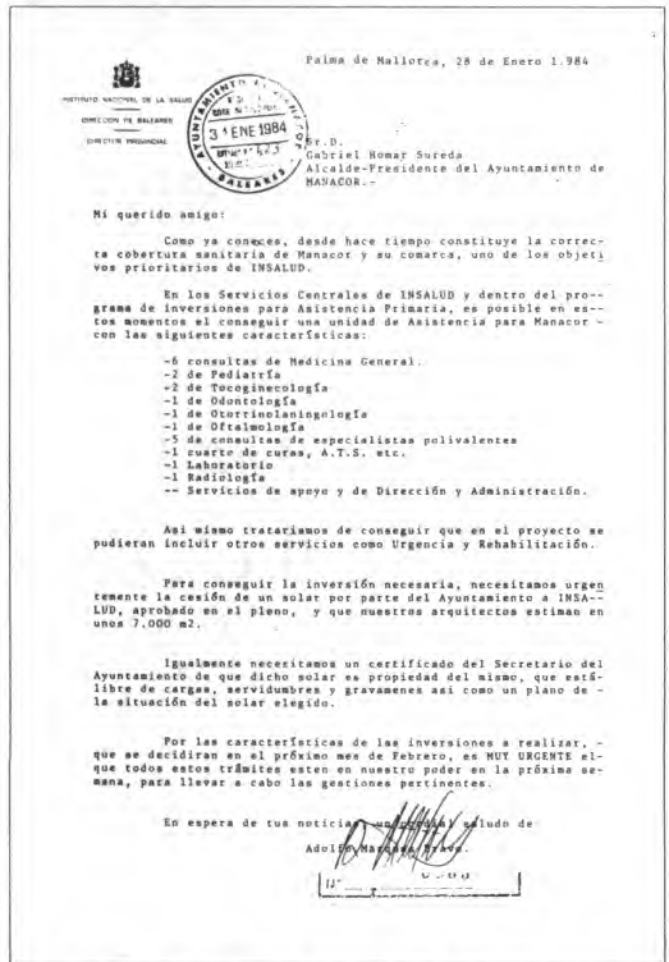 Palma de Mallorca, 28 de Enero 1.984
INSTITUTO NACIONAL DE LA SALUD
DIRECCION DE BALEARES
DIRECTOR PROVINCIAL
AYUNTAMIENTO DE MANACOR
31 ENE 1984
BALEARES
Sr.D.
Gabriel Homar Sureda
Alcalde-Presidente del Ayuntamiento de
MANACOR.-
Mi querido amigo:
Como ya conoces, desde hace tiempo constituye la correc-
ta cobertura sanitaria de Manacor y su comarca, uno de los objeti
vos prioritarios de INSALUD.
En los Servicios Centrales de INSALUD y dentro del pro--
grama de inversiones para Asistencia Primaria, es posible en es--
tos momentos el conseguir una unidad de Asistencia para Manacor -
con las siguientes características:
-6 consultas de Medicina General.
-2 de Pediatría
-2 de Tocoginecología
-1 de Odontología
-1 de Otorrinolaningología
-1 de Oftalmología
-5 de consultas de especialistas polivalentes
-1 cuarto de curas, A.T.S. etc.
-1 Laboratorio
-1 Radiología
-- Servicios de apoyo y de Dirección y Administración.
Asi mismo tratariamos de conseguir que en el proyecto se
pudieran incluir otros servicios como Urgencia y Rehabilitación.
Para conseguir la inversión necesaria, necesitamos urgen
temente la cesión de un solar por parte del Ayuntamiento a INSA--
LUD, aprobado en el pleno, y que nuestros arquitectos estiman en
unos 7.000 m2.
Igualmente necesitamos un certificado del Secretario del
Ayuntamiento de que dicho solar es propiedad del mismo, que está-
libre de cargas, servidumbres y gravamenes asi como un plano de -
la situación del solar elegido.
Por las características de las inversiones a realizar, -
que se decidiran en el próximo mes de Febrero, es MUY URGENTE el-
que todos estos trámites esten en nuestro poder en la próxima se-
mana, para llevar a cabo las gestiones pertinentes.
En espera de tus noticias, un cordial saludo de
Adolfo Marques Bravo.